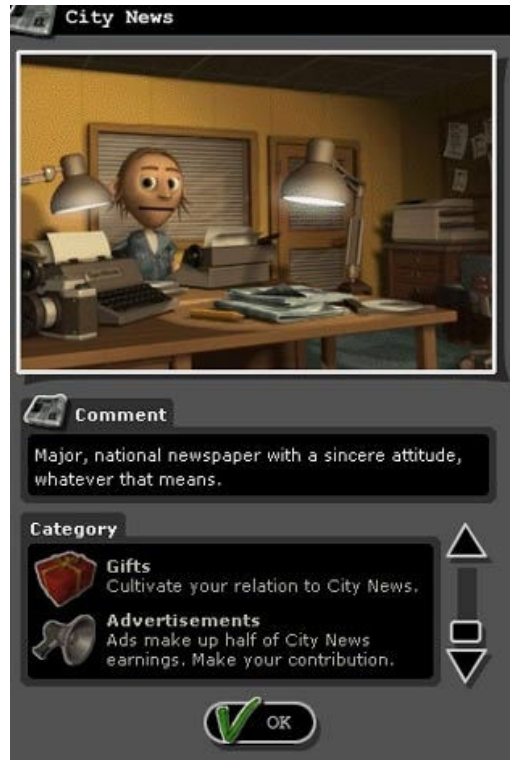 City News
Comment
Major, national newspaper with a sincere attitude,
whatever that means.
Category
Gifts
Cultivate your relation to City News.
Advertisements
Ads make up half of City News
earnings. Make your contribution.
OK